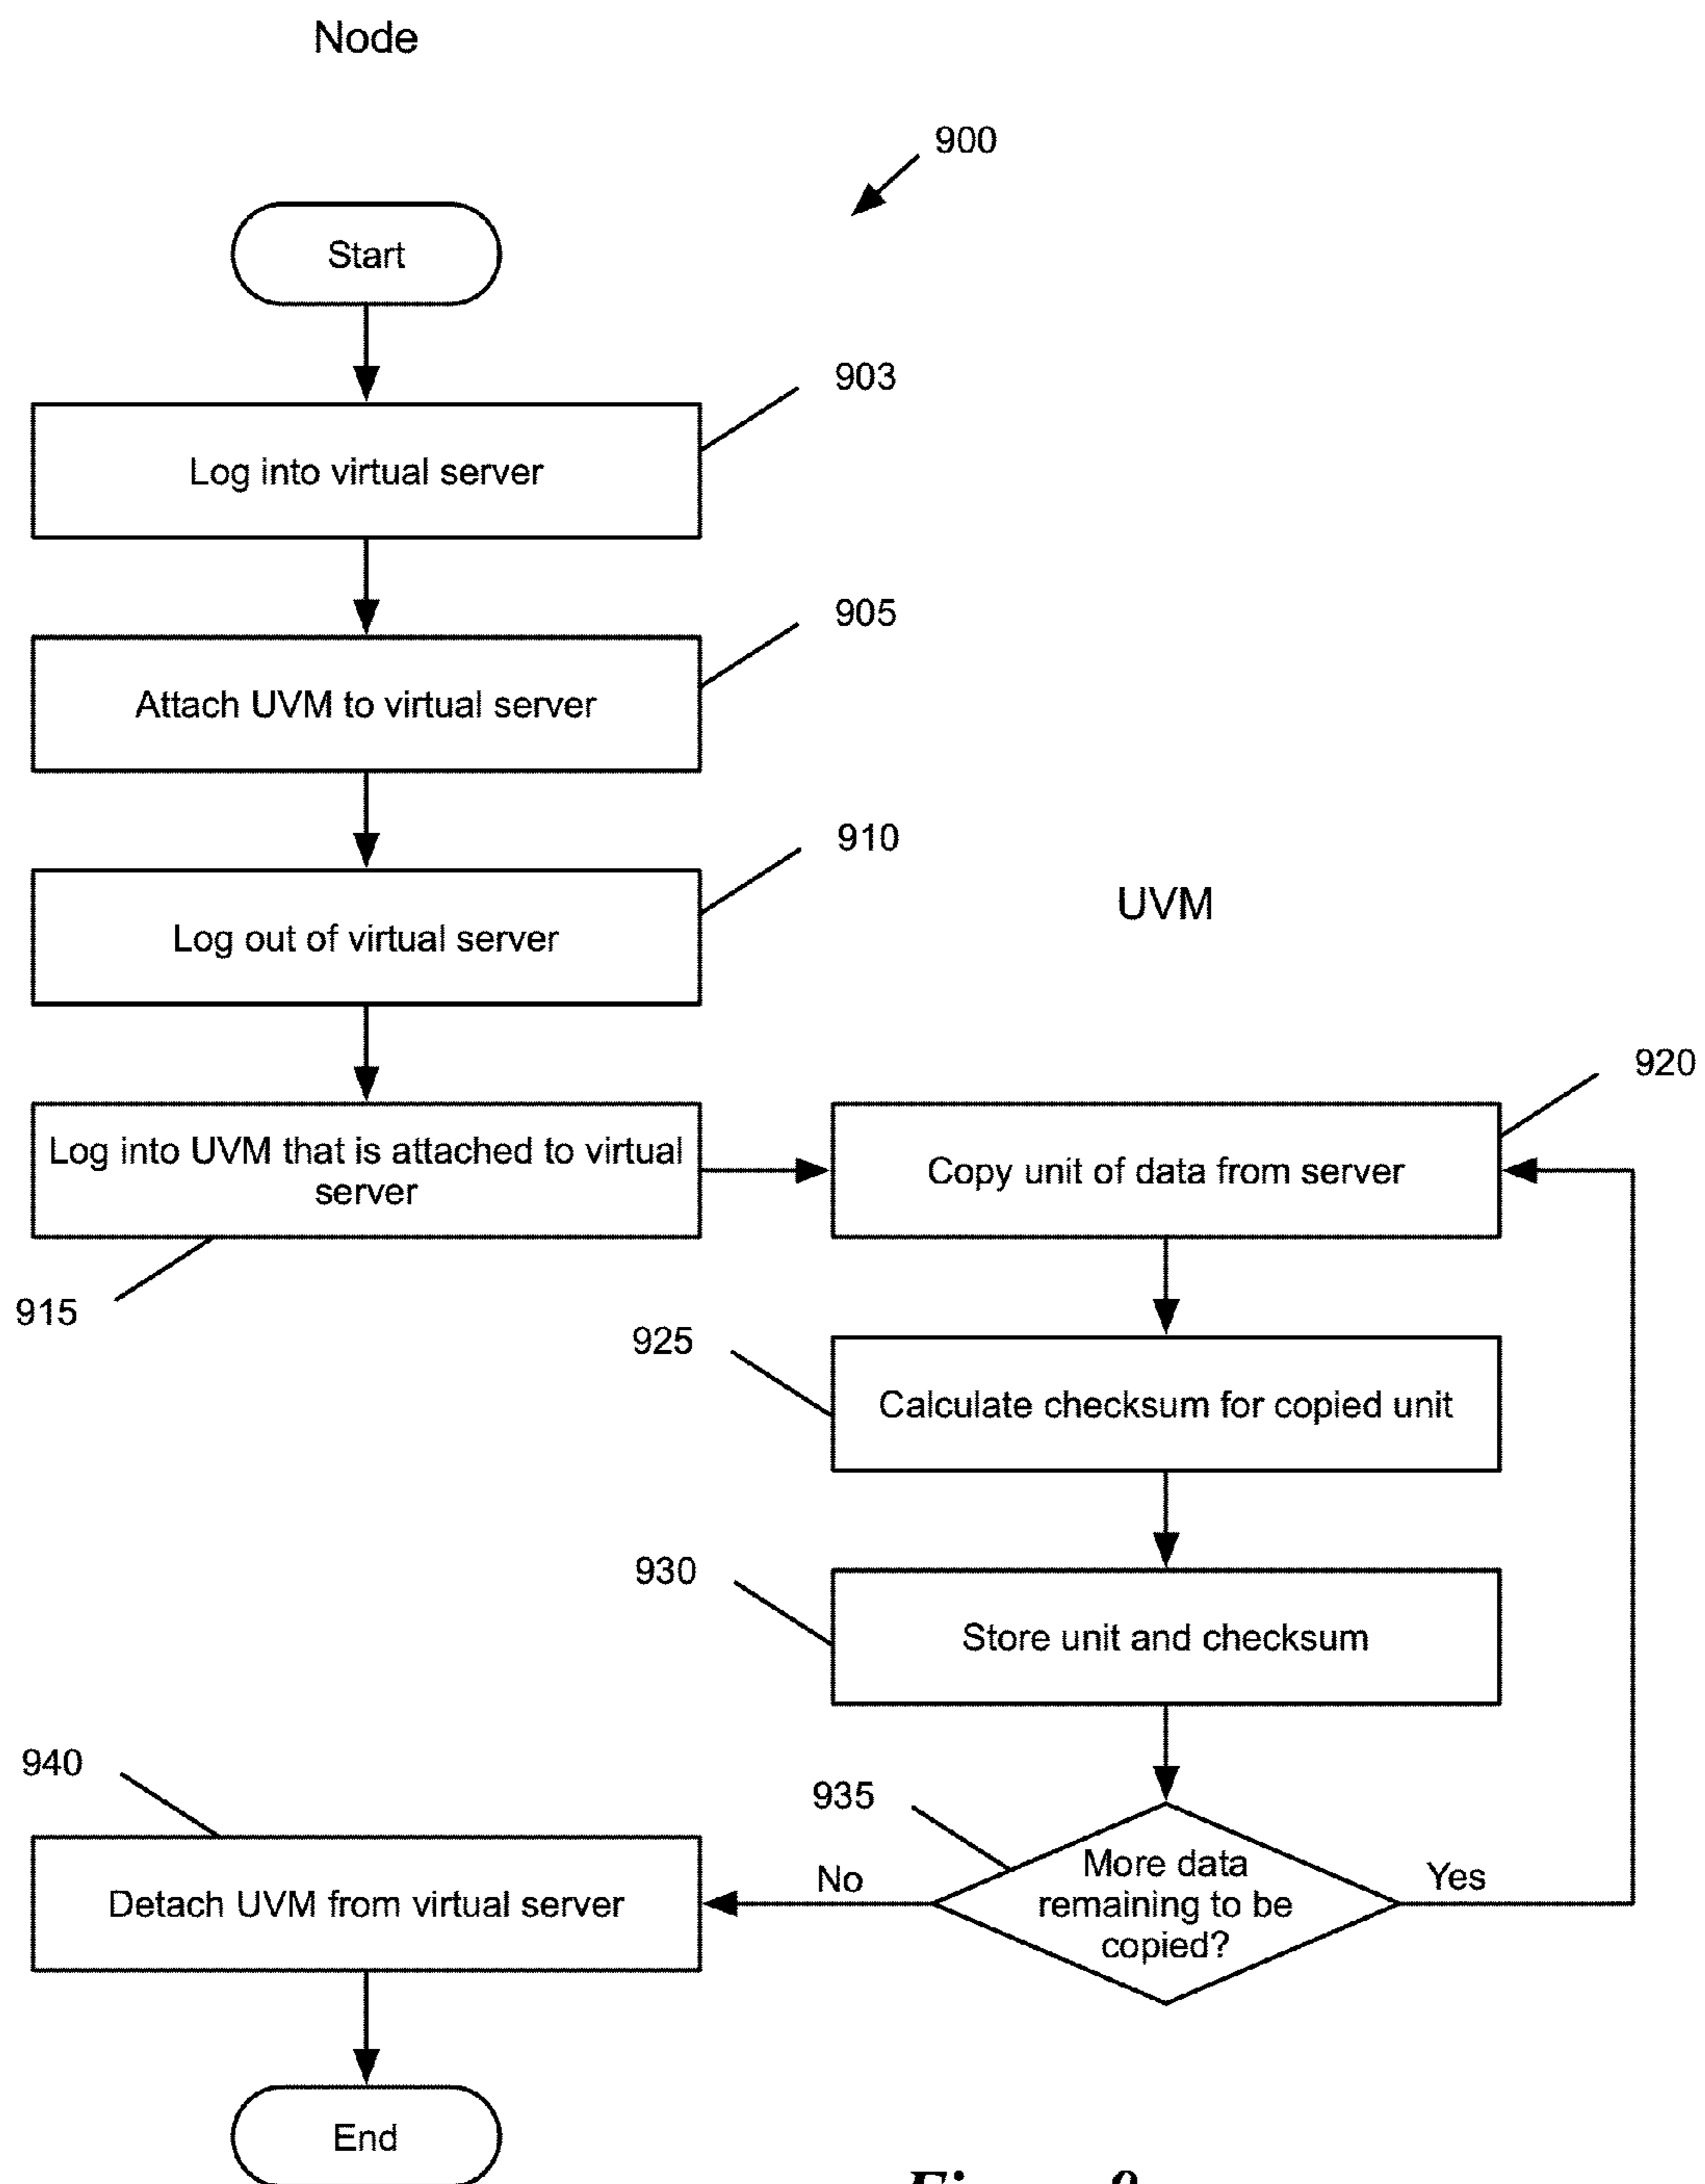 Node
900
Start
903
Log into virtual server
905
Attach UVM to virtual server
910
Log out of virtual server
UVM
920
Log into UVM that is attached to virtual
server
Copy unit of data from server
915
925
Calculate checksum for copied unit
930
Store unit and checksum
940
935
More data
remaining to be
copied?
No
Yes
Detach UVM from virtual server
End